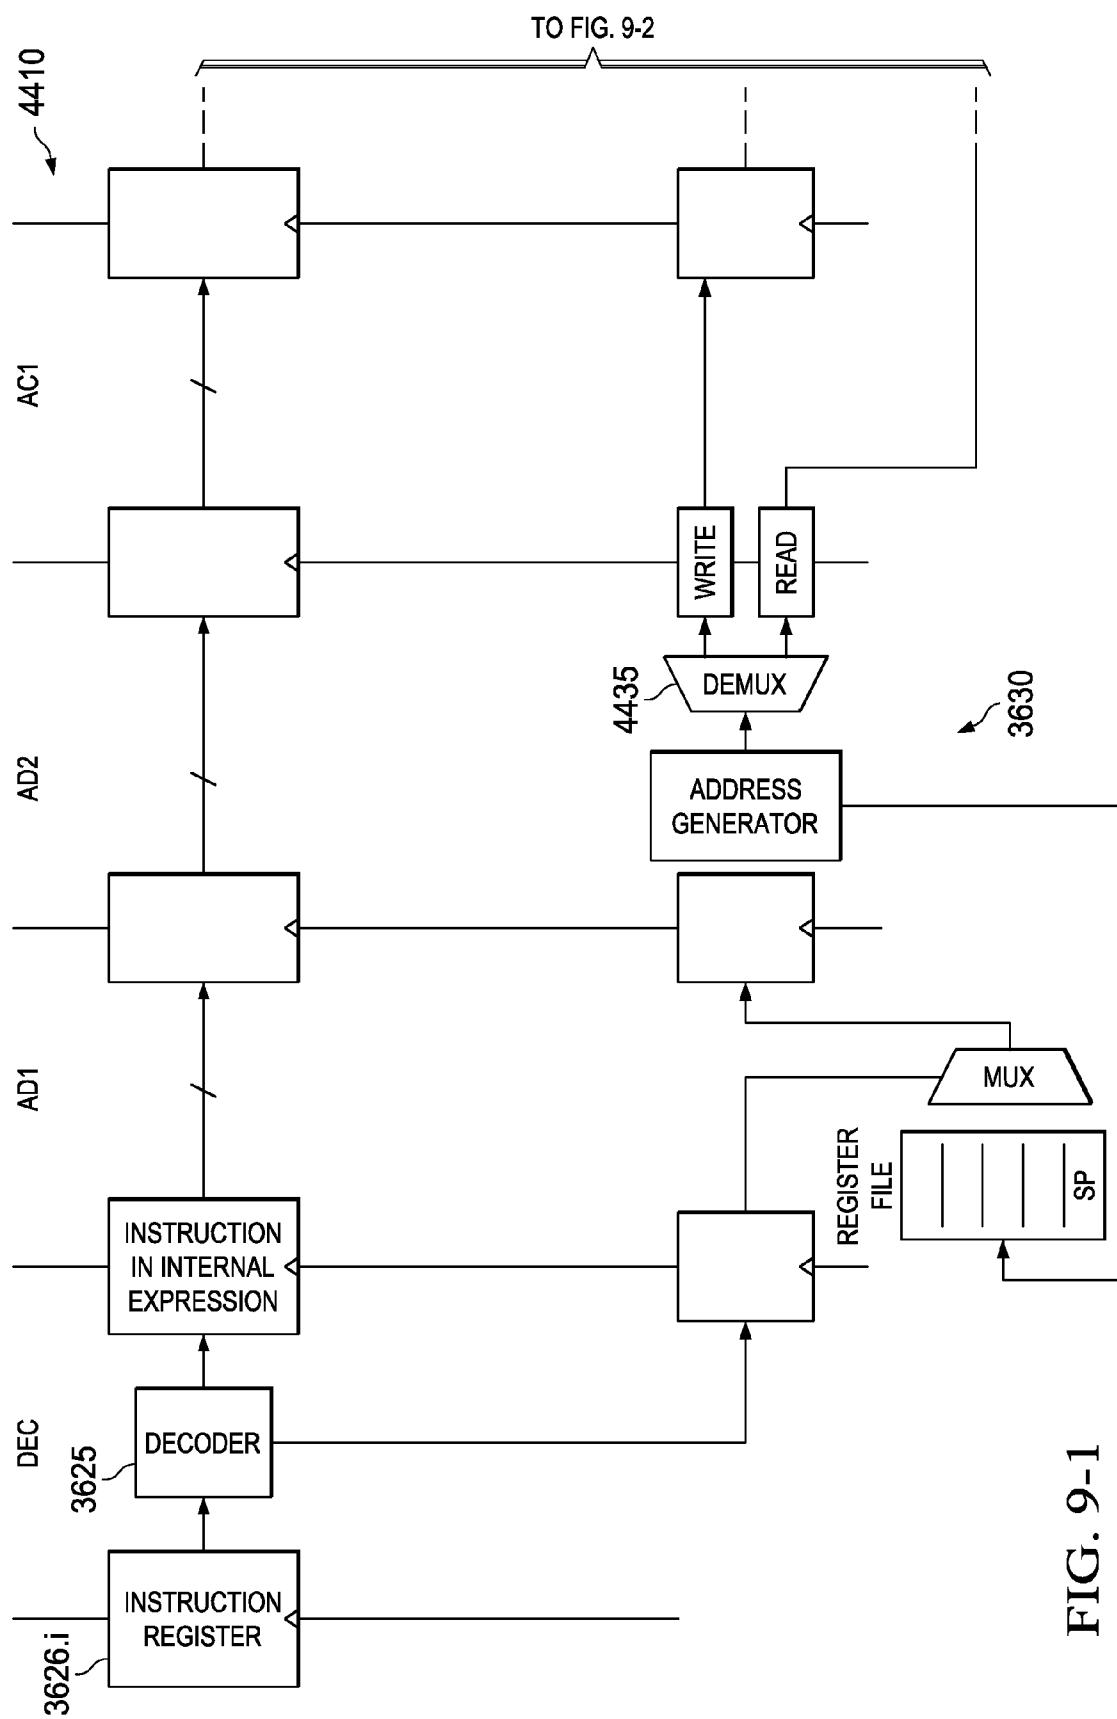 TO FIG. 9-2
4410
DEC
AD1
AD2
AC1
3626.i
INSTRUCTION
REGISTER
3625
DECODER
INSTRUCTION
IN INTERNAL
EXPRESSION
REGISTER
FILE
SP
MUX
ADDRESS
GENERATOR
4435
DEMUX
WRITE
READ
3630
FIG. 9-1